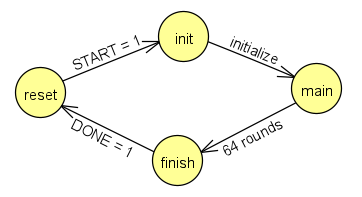 init
START = 1
initialize
reset
main
DONE = 1
64 rounds
finish